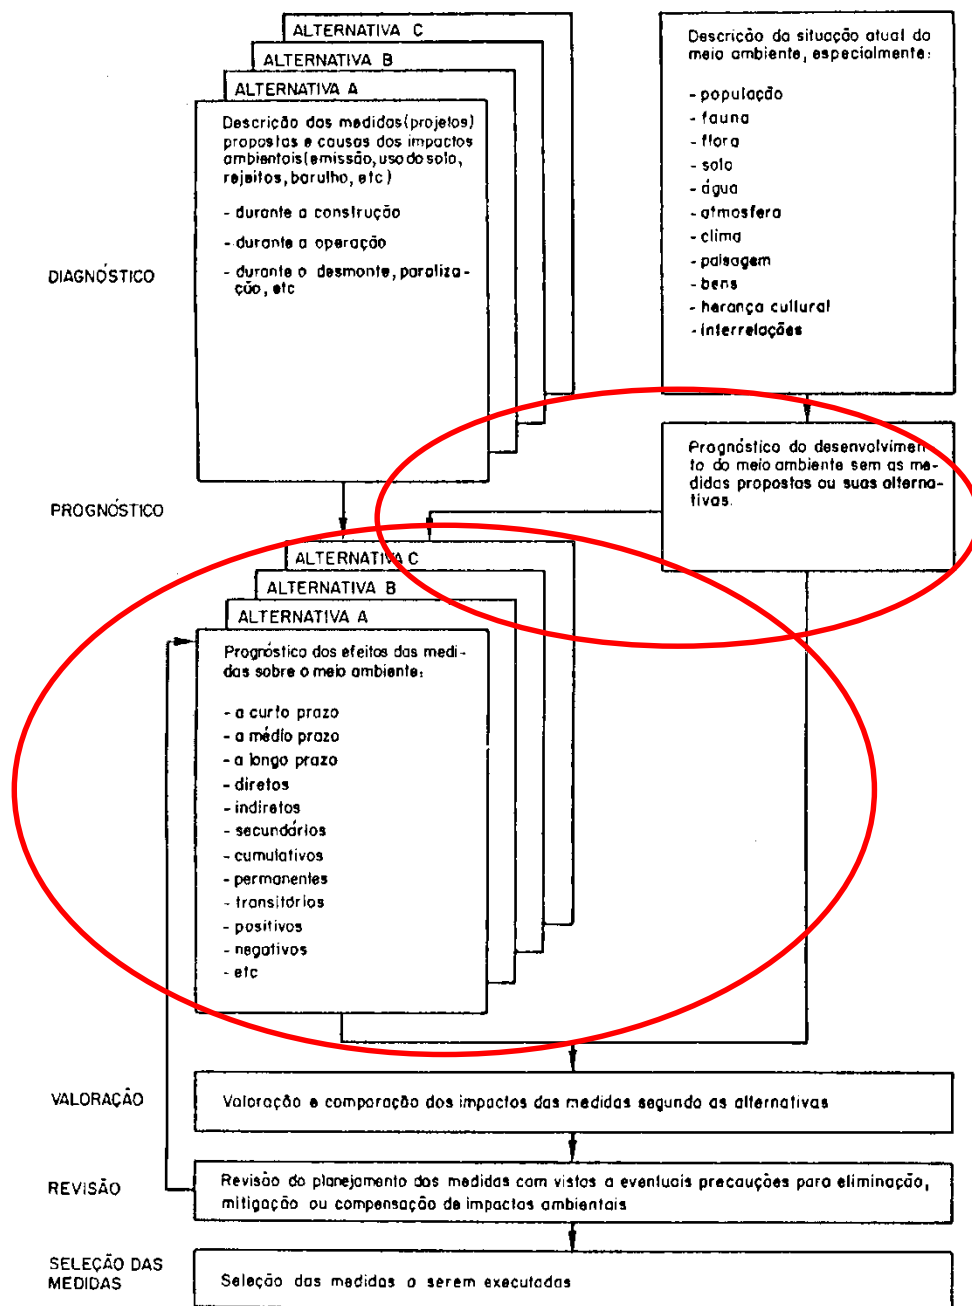 ALTERNATIVA C
ALTERNATIVA B
ALTERNATIVA A
Descrição das medidas (projetos)
propostas e causas dos impactos
ambientais (emissão, uso do solo,
rejeitos, barulho, etc)
- durante a construção
- durante a operação
- durante o desmonte, paraliza-
ção, etc
Descrição da situação atual do
meio ambiente, especialmente:
- população
- fauna
- flora
- solo
- água
- atmosfera
- clima
- paisagem
- bens
- herança cultural
- interrelações
DIAGNÓSTICO
Prognóstico do desenvolvimen-
to do meio ambiente sem as me-
didas propostas ou suas alterna-
tivas.
PROGNÓSTICO
ALTERNATIVA C
ALTERNATIVA B
ALTERNATIVA A
Prognóstico dos efeitos das medi-
das sobre o meio ambiente:
- a curto prazo
- a médio prazo
- a longo prazo
- diretos
- indiretos
- secundários
- cumulativos
- permanentes
- transitórios
- positivos
- negativos
- etc
VALORAÇÃO
Valoração e comparação dos impactos das medidas segundo as alternativas
REVISÃO
Revisão do planejamento das medidas com vistas a eventuais precauções para eliminação,
mitigação ou compensação de impactos ambientais
SELEÇÃO DAS
MEDIDAS
Seleção das medidas a serem executadas